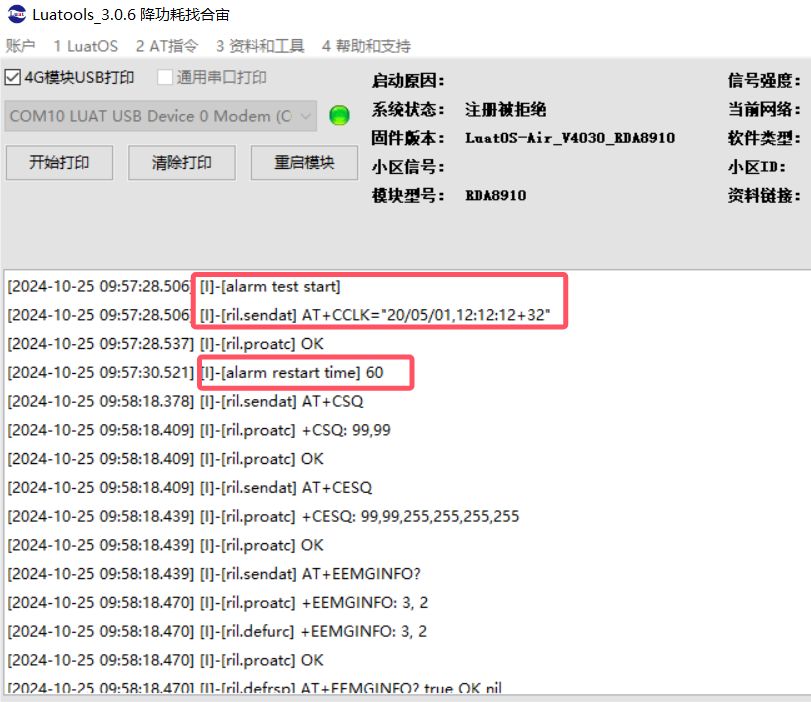 Luat Luatools_3.0.6 降功耗找合宙
账户 1 LuatOS 2 AT指令 3 资料和工具 4 帮助和支持
4G模块USB打印 通用串口打印 启动原因: 信号强度:
COM10 LUAT USB Device 0 Modem (C 系统状态: 注册被拒绝 当前网络:
固件版本: LuatOS-Air_V4030_RDA8910 软件类型:
开始打印 清除打印 重启模块 小区信号: 小区ID:
模块型号: RDA8910 资料链接:
[2024-10-25 09:57:28.506] [I]-[alarm test start]
[2024-10-25 09:57:28.506] [I]-[ril.sendat] AT+CCLK="20/05/01,12:12:12+32"
[2024-10-25 09:57:28.537] [I]-[ril.proatc] OK
[2024-10-25 09:57:30.521] [I]-[alarm restart time] 60
[2024-10-25 09:58:18.378] [I]-[ril.sendat] AT+CSQ
[2024-10-25 09:58:18.409] [I]-[ril.proatc] +CSQ: 99,99
[2024-10-25 09:58:18.409] [I]-[ril.proatc] OK
[2024-10-25 09:58:18.409] [I]-[ril.sendat] AT+CESQ
[2024-10-25 09:58:18.439] [I]-[ril.proatc] +CESQ: 99,99,255,255,255,255
[2024-10-25 09:58:18.439] [I]-[ril.proatc] OK
[2024-10-25 09:58:18.439] [I]-[ril.sendat] AT+EEMGINFO?
[2024-10-25 09:58:18.470] [I]-[ril.proatc] +EEMGINFO: 3, 2
[2024-10-25 09:58:18.470] [I]-[ril.defurc] +EEMGINFO: 3, 2
[2024-10-25 09:58:18.470] [I]-[ril.proatc] OK
[2024-10-25 09:58:18.470] [I]-[ril.defrsp] AT+EEMGINFO? true OK nil